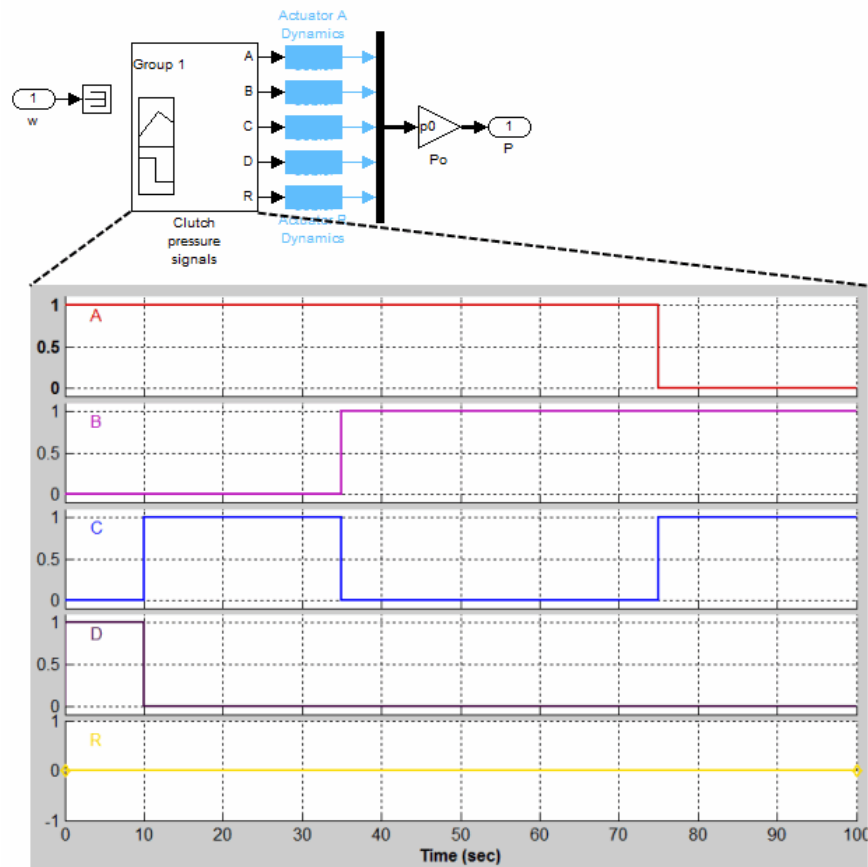 Actuator A
Dynamics
Group 1
A
B
C
D
R
1
w
p0
Po
1
P
Clutch
pressure
signals
Actuator R
Dynamics
1
0.5
0
A
1
0.5
0
B
1
0.5
0
C
1
0.5
0
D
1
0
-1
R
0 10 20 30 40 50 60 70 80 90 100
Time (sec)